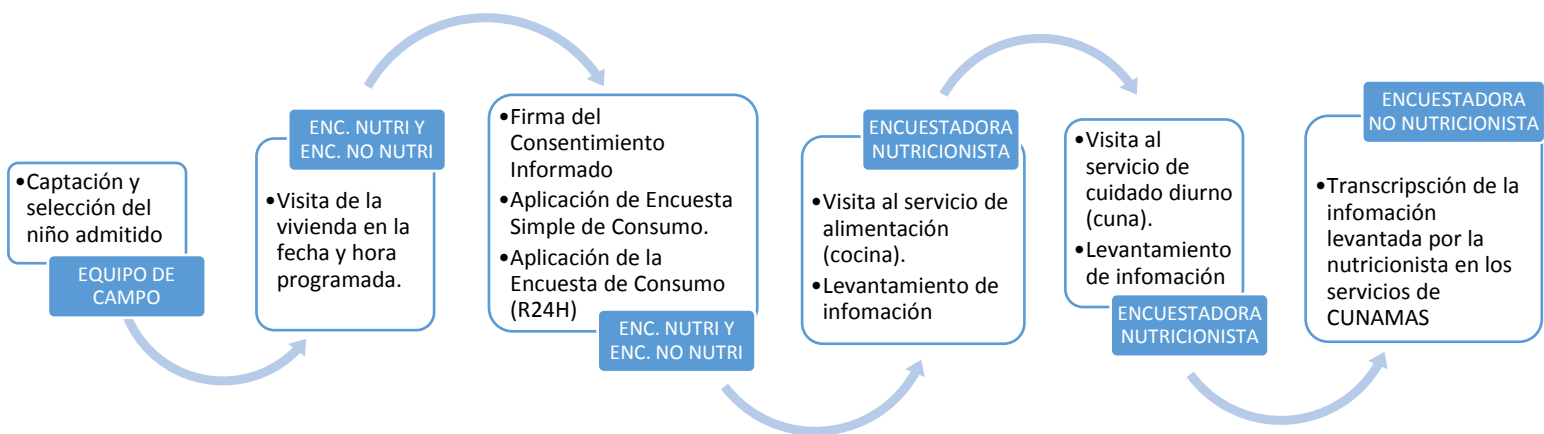 •Captación y
selección del
niño admitido
EQUIPO DE
CAMPO
ENC. NUTRI Y
ENC. NO NUTRI
•Visita de la
vivienda en la
fecha y hora
programada.
•Firma del
Consentimiento
Informado
•Aplicación de Encuesta
Simple de Consumo.
•Aplicación de la
Encuesta de Consumo
(R24H)
ENC. NUTRI Y
ENC. NO NUTRI
ENCUESTADORA
NUTRICIONISTA
•Visita al servicio de
alimentación
(cocina).
•Levantamiento de
infomación
•Visita al
servicio de
cuidado diurno
(cuna).
•Levantamiento
de infomación
ENCUESTADORA
NUTRICIONISTA
ENCUESTADORA
NO NUTRICIONISTA
•Transcripsción de la
infomación
levantada por la
nutricionista en los
servicios de
CUNAMAS